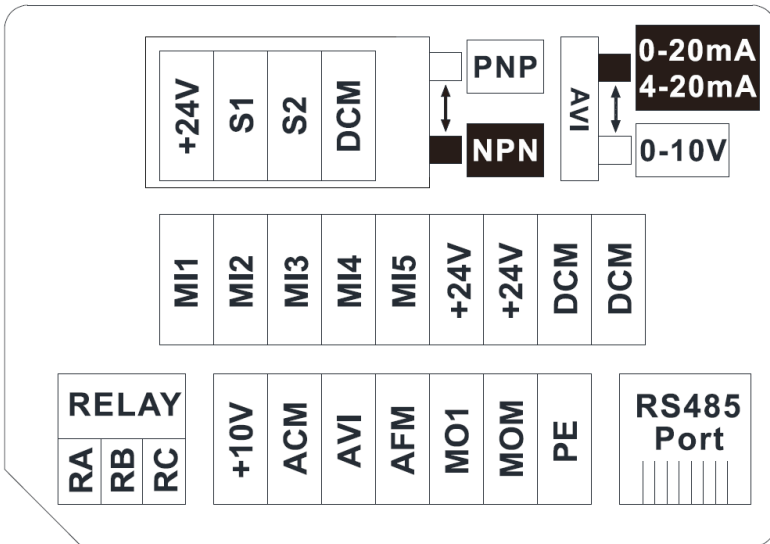 +24V S1 S2 DCM
PNP
NPN
AVI
0-20mA
4-20mA
0-10V
MI1 MI2 MI3 MI4 MI5 +24V +24V DCM DCM
RELAY
RA RB RC
+10V ACM AVI AFM MO1 MOM PE
RS485
Port